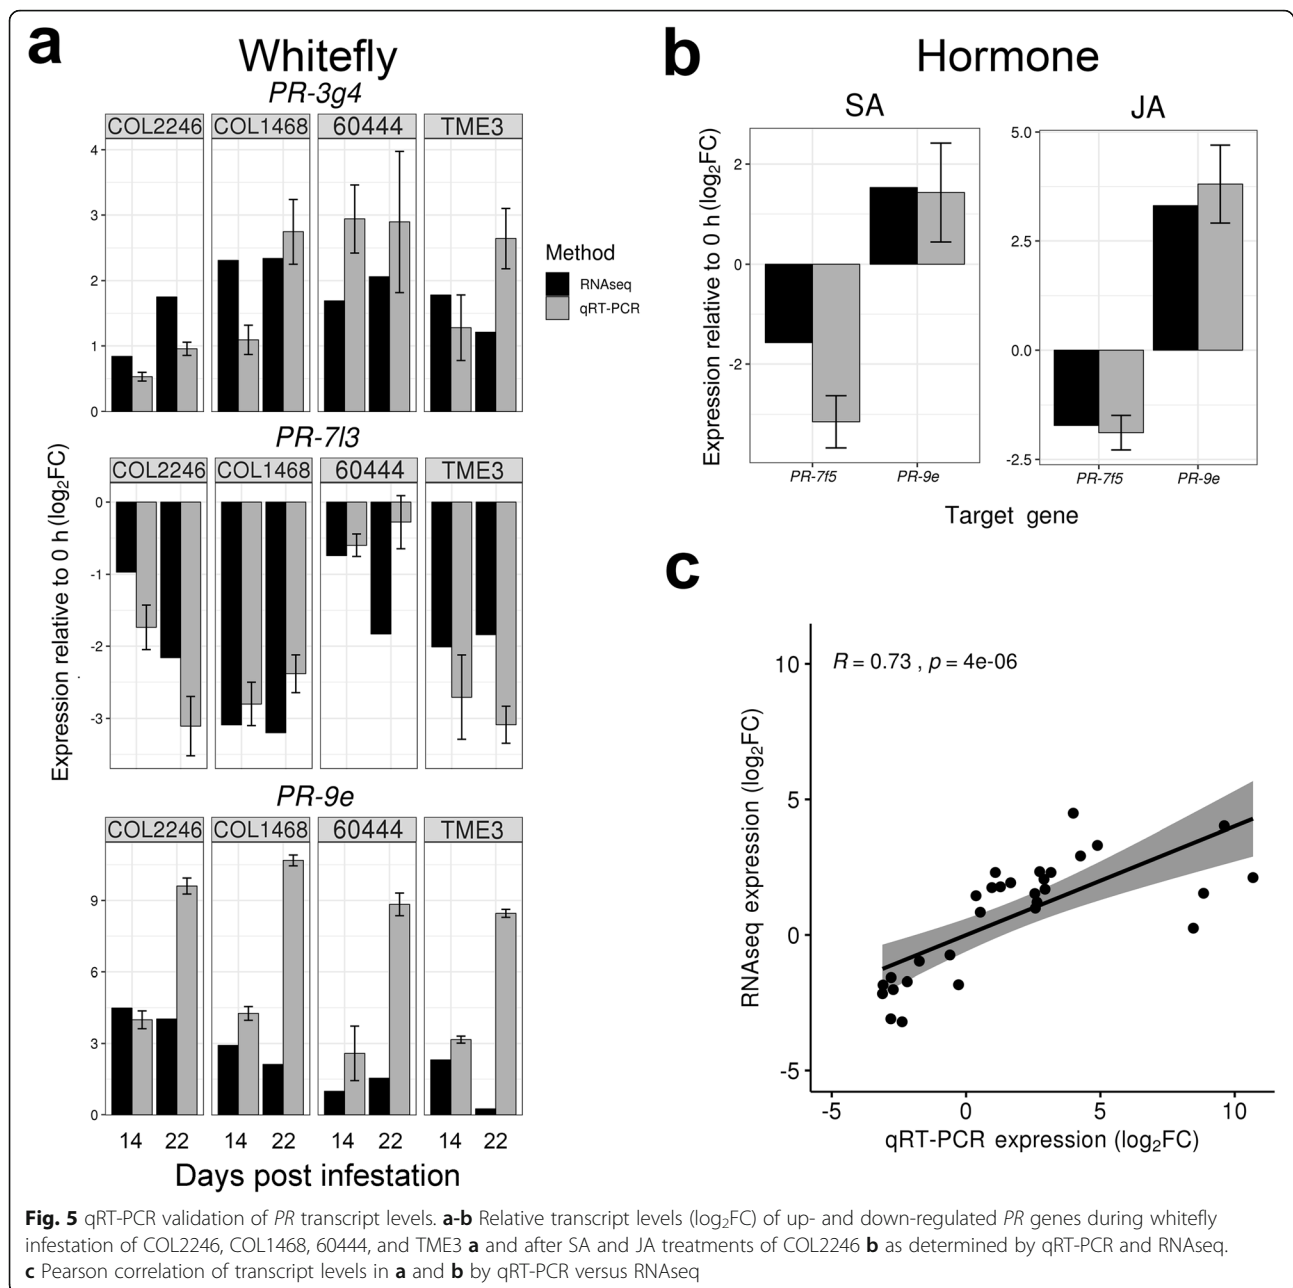 a
Whitefly
PR-3g4
COL2246 COL1468 60444 TME3
4
3
2
1
0
Method
RNAseq
qRT-PCR
PR-7l3
COL2246 COL1468 60444 TME3
0
-1
-2
-3
Expression relative to 0 h (log2FC)
PR-9e
COL2246 COL1468 60444 TME3
9
6
3
0
14 22 14 22 14 22 14 22
Days post infestation
b
Hormone
SA
JA
Expression relative to 0 h (log2FC)
2
0
-2
5.0
2.5
0.0
-2.5
PR-7f5 PR-9e
PR-7f5 PR-9e
Target gene
c
R = 0.73 , p = 4e-06
RNAseq expression (log2FC)
10
5
0
-5
-5 0 5 10
qRT-PCR expression (log2FC)
Fig. 5 qRT-PCR validation of PR transcript levels. a-b Relative transcript levels (log2FC) of up- and down-regulated PR genes during whitefly
infestation of COL2246, COL1468, 60444, and TME3 a and after SA and JA treatments of COL2246 b as determined by qRT-PCR and RNAseq.
c Pearson correlation of transcript levels in a and b by qRT-PCR versus RNAseq